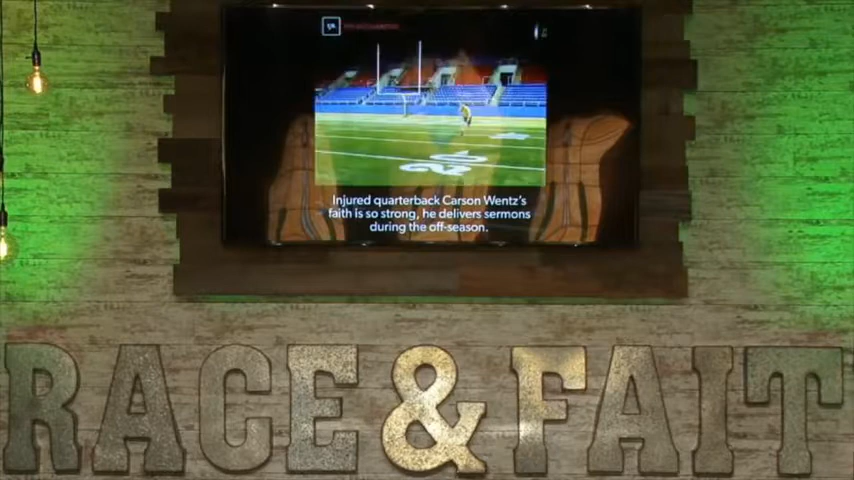 Injured quarterback Carson Wentz's
faith is so strong, he delivers sermons
during the off-season.
RACE & FAIT